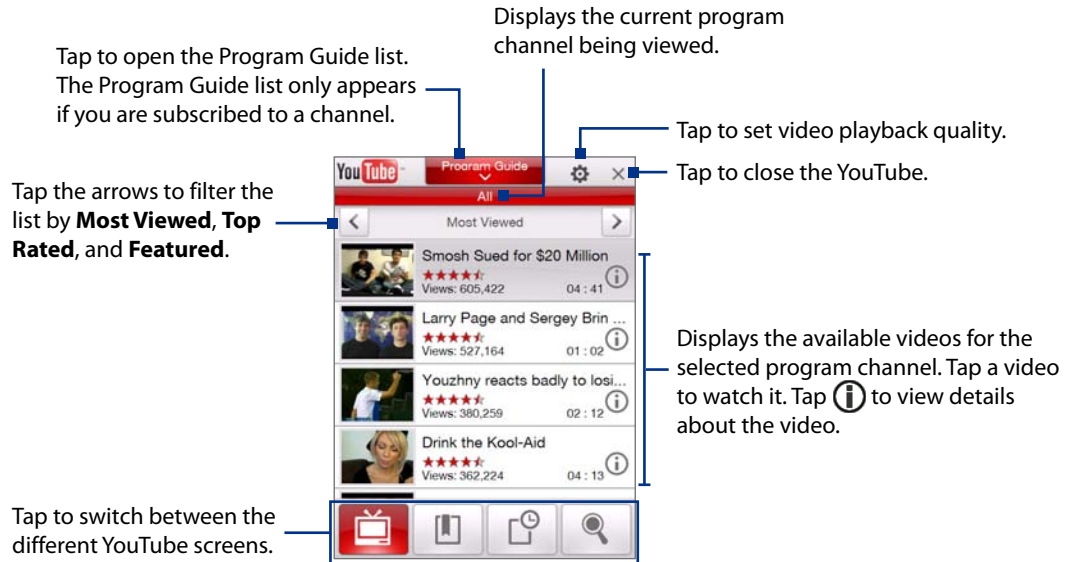 Displays the current program
channel being viewed.
Tap to open the Program Guide list.
The Program Guide list only appears
if you are subscribed to a channel.
Tap to set video playback quality.
Tap to close the YouTube.
Tap the arrows to filter the
list by Most Viewed, Top
Rated, and Featured.
YouTube
Program Guide
All
Most Viewed
Smosh Sued for $20 Million
Views: 605,422 04 : 41
Larry Page and Sergey Brin ...
Views: 527,164 01 : 02
Youzhny reacts badly to losi...
Views: 380,259 02 : 12
Drink the Kool-Aid
Views: 362,224 04 : 13
Displays the available videos for the
selected program channel. Tap a video
to watch it. Tap i to view details
about the video.
Tap to switch between the
different YouTube screens.